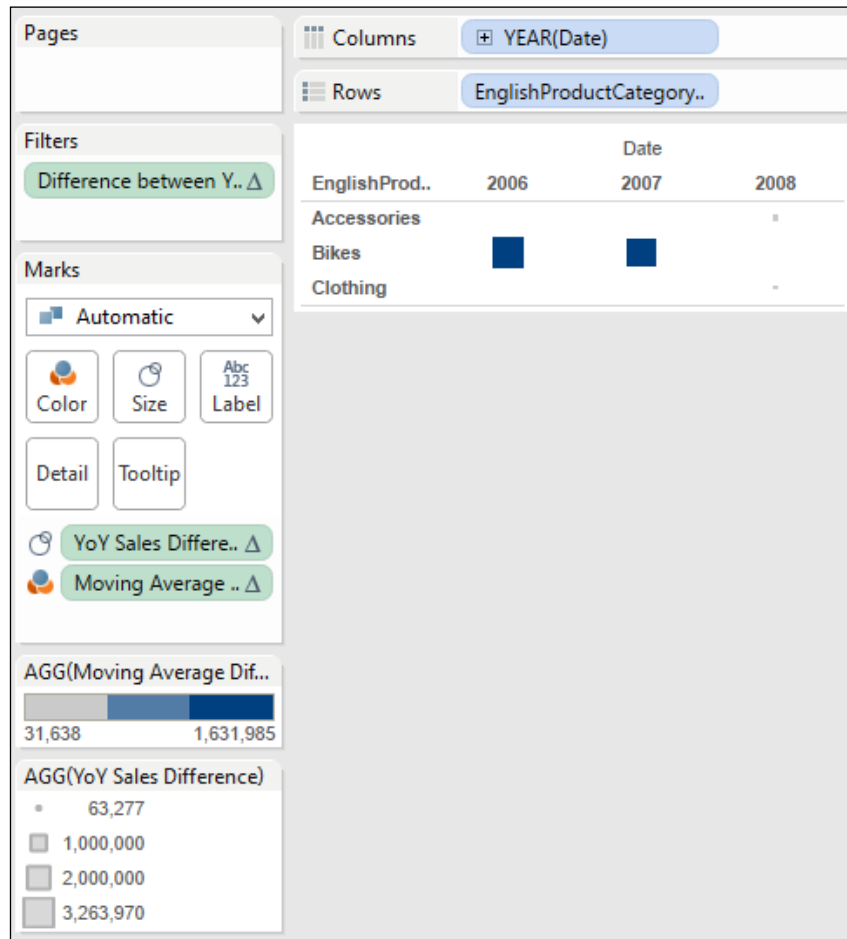 Pages
Columns
YEAR(Date)
Rows
EnglishProductCategory..
Filters
Difference between Y.. Δ
Marks
Automatic
Color
Size
Abc
123
Label
Detail
Tooltip
YoY Sales Differe.. Δ
Moving Average .. Δ
AGG(Moving Average Dif...
31,638 1,631,985
AGG(YoY Sales Difference)
63,277
1,000,000
2,000,000
3,263,970
Date
EnglishProd.. 2006 2007 2008
Accessories
Bikes
Clothing